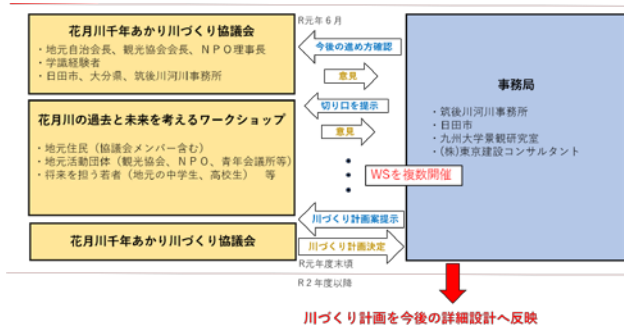 R元年６月
花月川千年あかり川づくり協議会
・地元自治会長、観光協会会長、ＮＰＯ理事長
・学識経験者
・日田市、大分県、筑後川河川事務所
今後の進め方確認
意見
花月川の過去と未来を考えるワークショップ
・地元住民（協議会メンバー含む）
・地元活動団体（観光協会、ＮＰＯ、青年会議所等）
・将来を担う若者（地元の中学生、高校生）　等
切り口を提示
意見
WSを複数開催
川づくり計画案提示
花月川千年あかり川づくり協議会
川づくり計画決定
事務局
・筑後川河川事務所
・日田市
・九州大学景観研究室
・(株)東京建設コンサルタント
R元年度末頃
R２年度以降
川づくり計画を今後の詳細設計へ反映